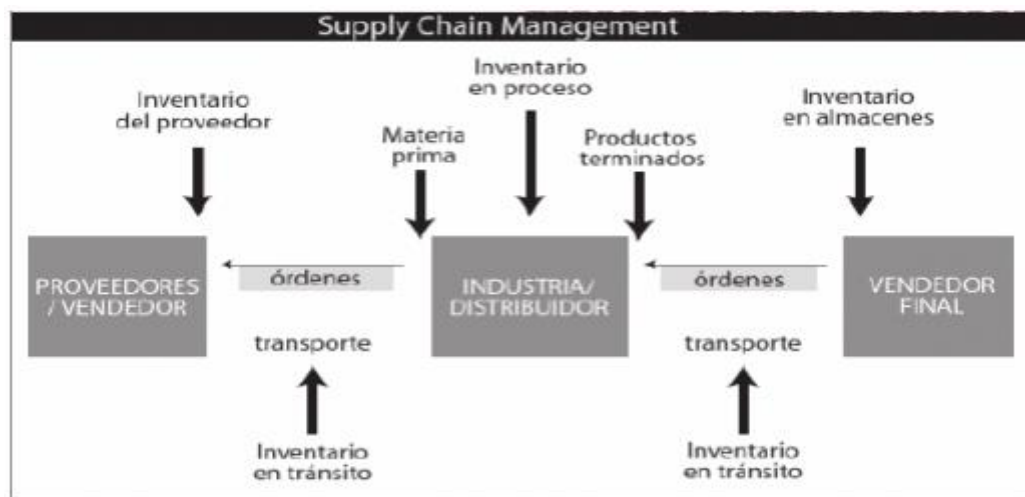 Supply Chain Management
Inventario
en proceso
Inventario
del proveedor
Inventario
en almacenes
Materia
prima
Productos
terminados
PROVEEDORES
/ VENDEDOR
órdenes
INDUSTRIA/
DISTRIBUIDOR
órdenes
VENDEDOR
FINAL
transporte
transporte
Inventario
en tránsito
Inventario
en tránsito